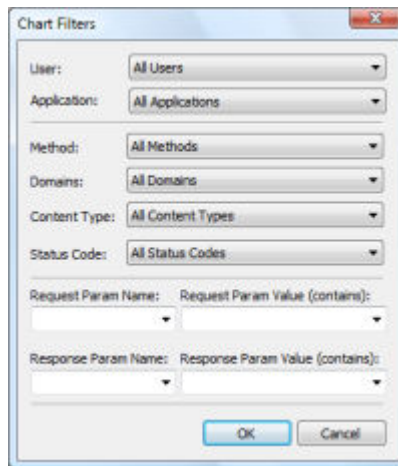 Chart Filters
User: All Users
Application: All Applications
Method: All Methods
Domains: All Domains
Content Type: All Content Types
Status Code: All Status Codes
Request Param Name: Request Param Value (contains):
Response Param Name: Response Param Value (contains):
OK Cancel